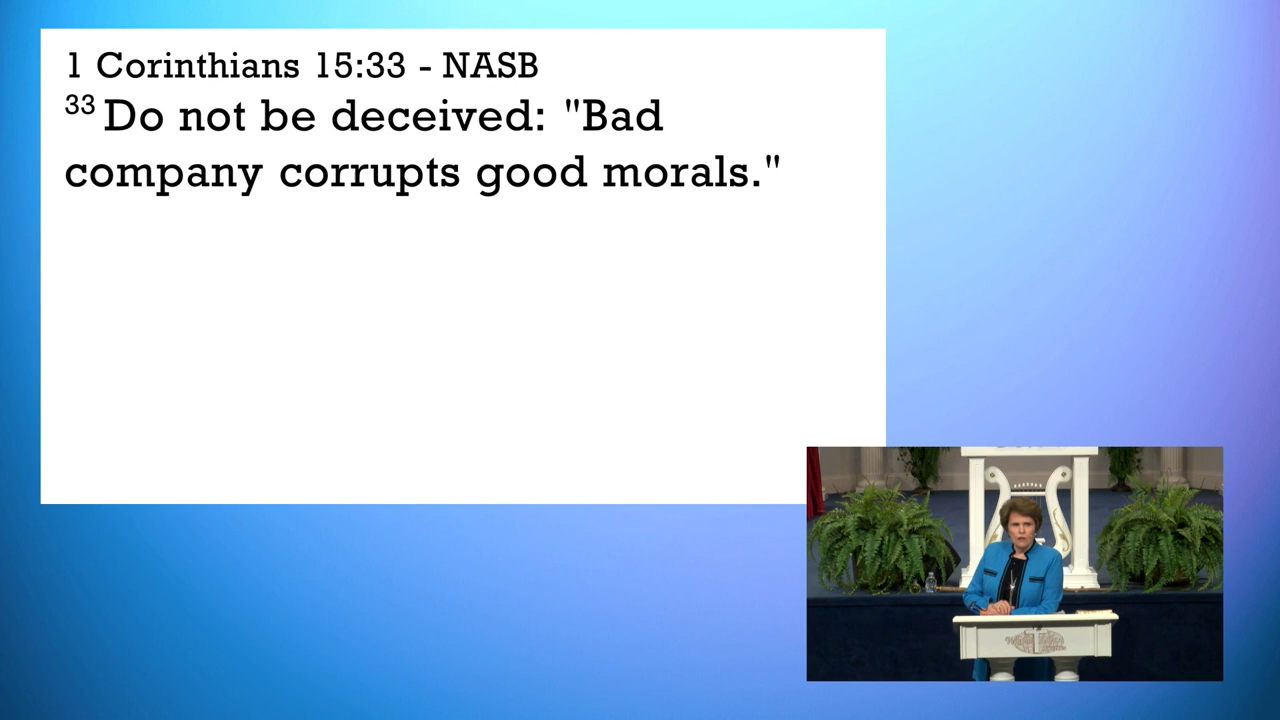 1 Corinthians 15:33 - NASB
33 Do not be deceived: "Bad
company corrupts good morals."